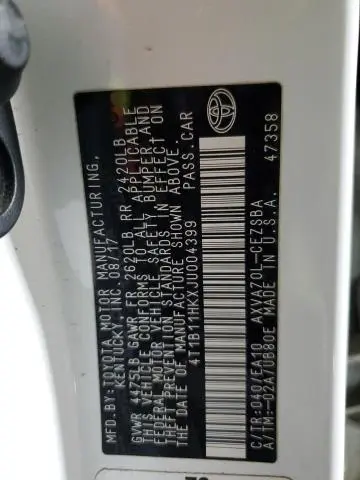 MFD.BY: TOYOTA MOTOR MANUFACTURING,
KENTUCKY, INC. 08/17
GVWR 4475LB GAWR FR 2620LB RR 2420LB
THIS VEHICLE CONFORMS TO ALL APPLICABLE
FEDERAL MOTOR VEHICLE SAFETY, BUMPER, AND
THEFT PREVENTION STANDARDS IN EFFECT ON
THE DATE OF MANUFACTURE SHOWN ABOVE.
4T1B11HKXJU004399 PASS.CAR
C/TR:040/EA10 AXVA70L-CEZSBA
A/TM:-02A/UB80E MADE IN U.S.A. 47358